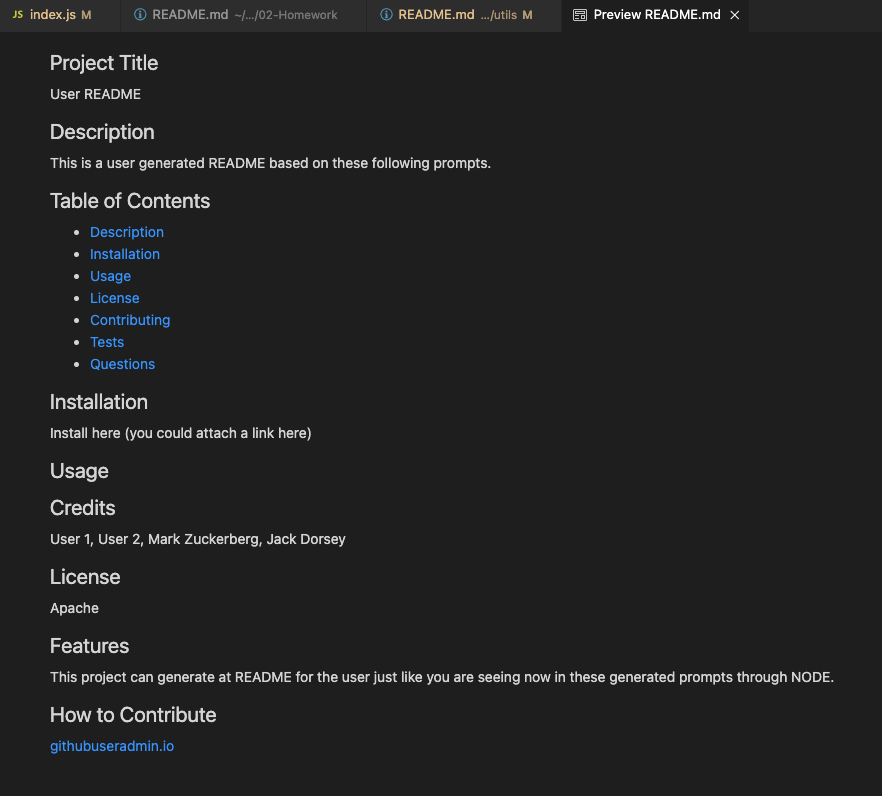 JS index.js M README.md ~/.../02-Homework README.md .../utils M Preview README.md
Project Title
User README
Description
This is a user generated README based on these following prompts.
Table of Contents
Description
Installation
Usage
License
Contributing
Tests
Questions
Installation
Install here (you could attach a link here)
Usage
Credits
User 1, User 2, Mark Zuckerberg, Jack Dorsey
License
Apache
Features
This project can generate at README for the user just like you are seeing now in these generated prompts through NODE.
How to Contribute
githubuseradmin.io